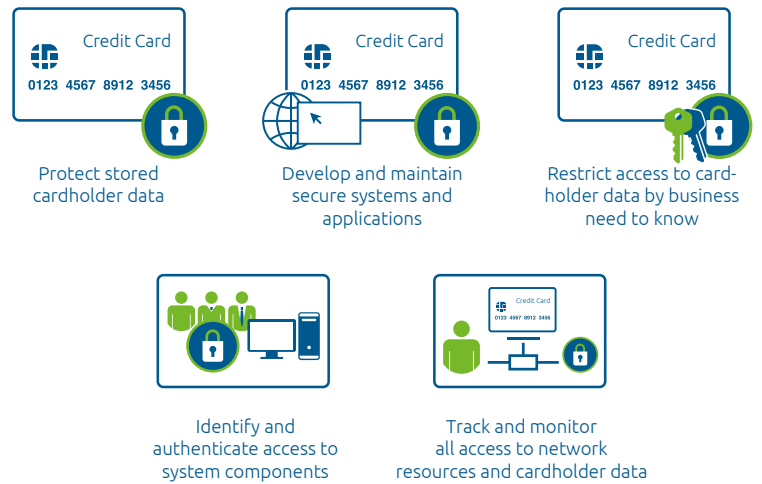 Credit Card
0123 4567 8912 3456
Protect stored
cardholder data
Credit Card
0123 4567 8912 3456
Develop and maintain
secure systems and
applications
Credit Card
0123 4567 8912 3456
Restrict access to card-
holder data by business
need to know
Identify and
authenticate access to
system components
Credit Card
0123 4567 8912 3456
Track and monitor
all access to network
resources and cardholder data